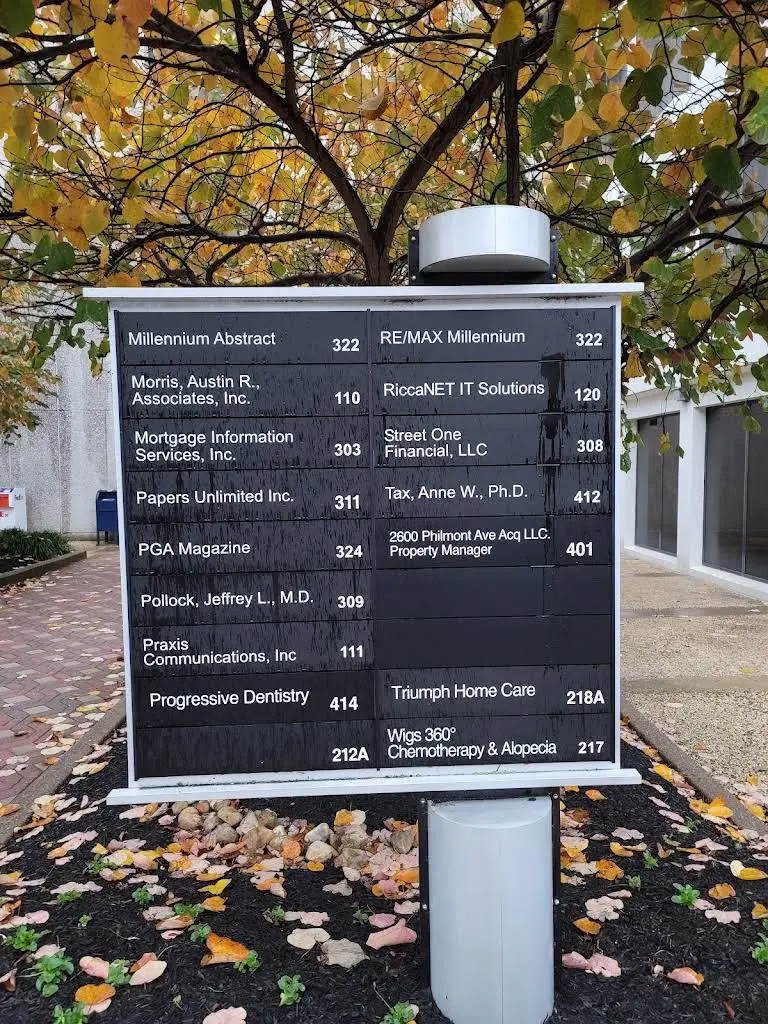 Millennium Abstract 322
Morris, Austin R.,
Associates, Inc. 110
Mortgage Information
Services, Inc. 303
Papers Unlimited Inc. 311
PGA Magazine 324
Pollock, Jeffrey L., M.D. 309
Praxis
Communications, Inc 111
Progressive Dentistry 414
212A
RE/MAX Millennium 322
RiccaNET IT Solutions 120
Street One
Financial, LLC 308
Tax, Anne W., Ph.D. 412
2600 Philmont Ave Acq LLC.
Property Manager 401
Triumph Home Care 218A
Wigs 360°
Chemotherapy & Alopecia 217